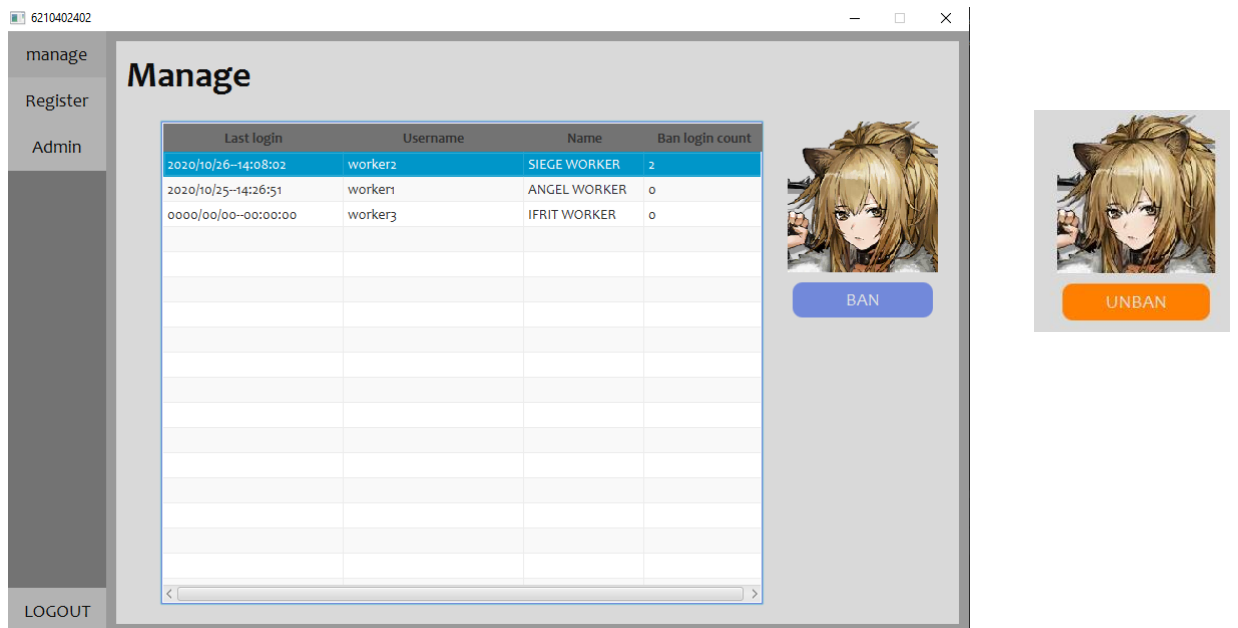 6210402402
manage
Register
Admin
LOGOUT
Manage
Last login Username Name Ban login count
2020/10/26--14:08:02 worker2 SIEGE WORKER 2
2020/10/25--14:26:51 worker1 ANGEL WORKER 0
0000/00/00--00:00:00 worker3 IFRIT WORKER 0
BAN
UNBAN